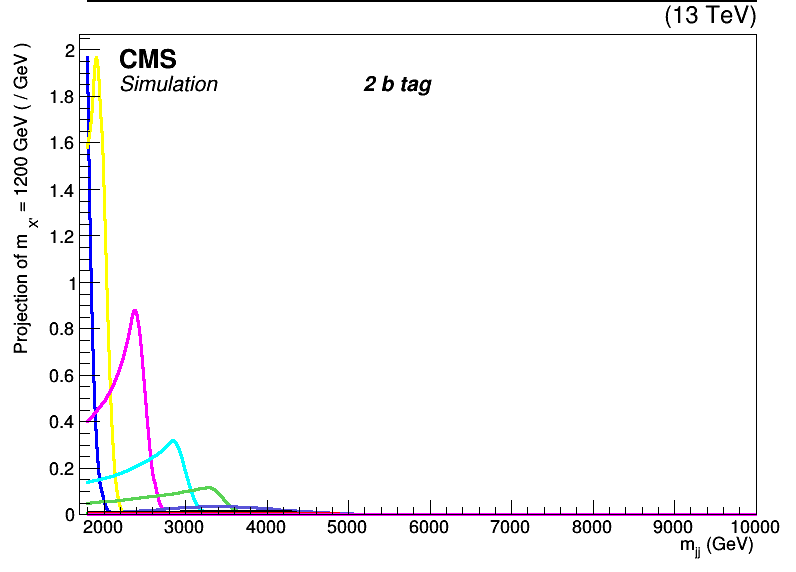 (13 TeV)
CMS
Simulation
2 b tag
Projection of m x' = 1200 GeV ( / GeV )
2
1.8
1.6
1.4
1.2
1
0.8
0.6
0.4
0.2
0
2000 3000 4000 5000 6000 7000 8000 9000 10000
mjj (GeV)